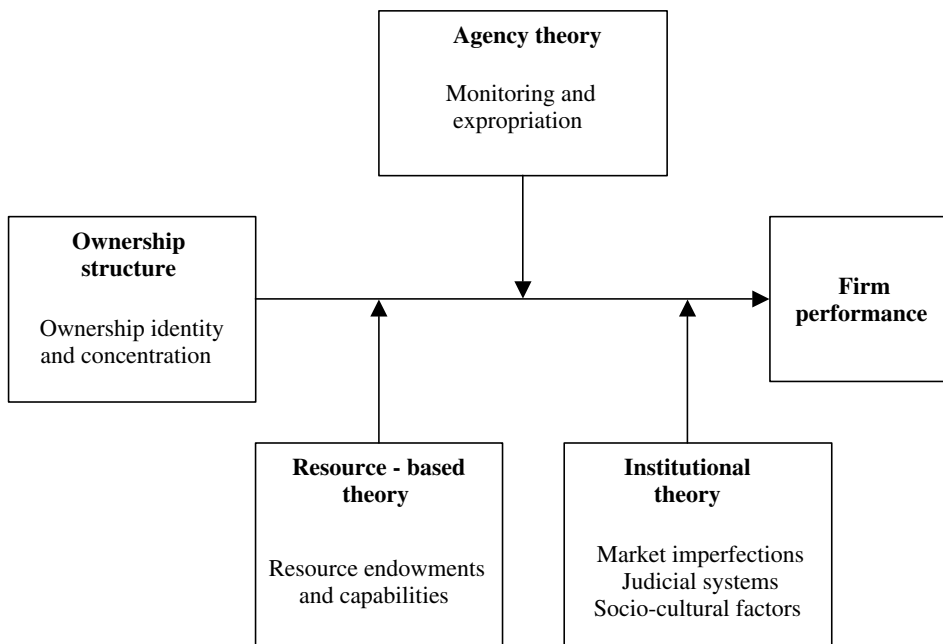 Agency theory
Monitoring and
expropriation
Ownership
structure
Ownership identity
and concentration
Firm
performance
Resource - based
theory
Resource endowments
and capabilities
Institutional
theory
Market imperfections
Judicial systems
Socio-cultural factors